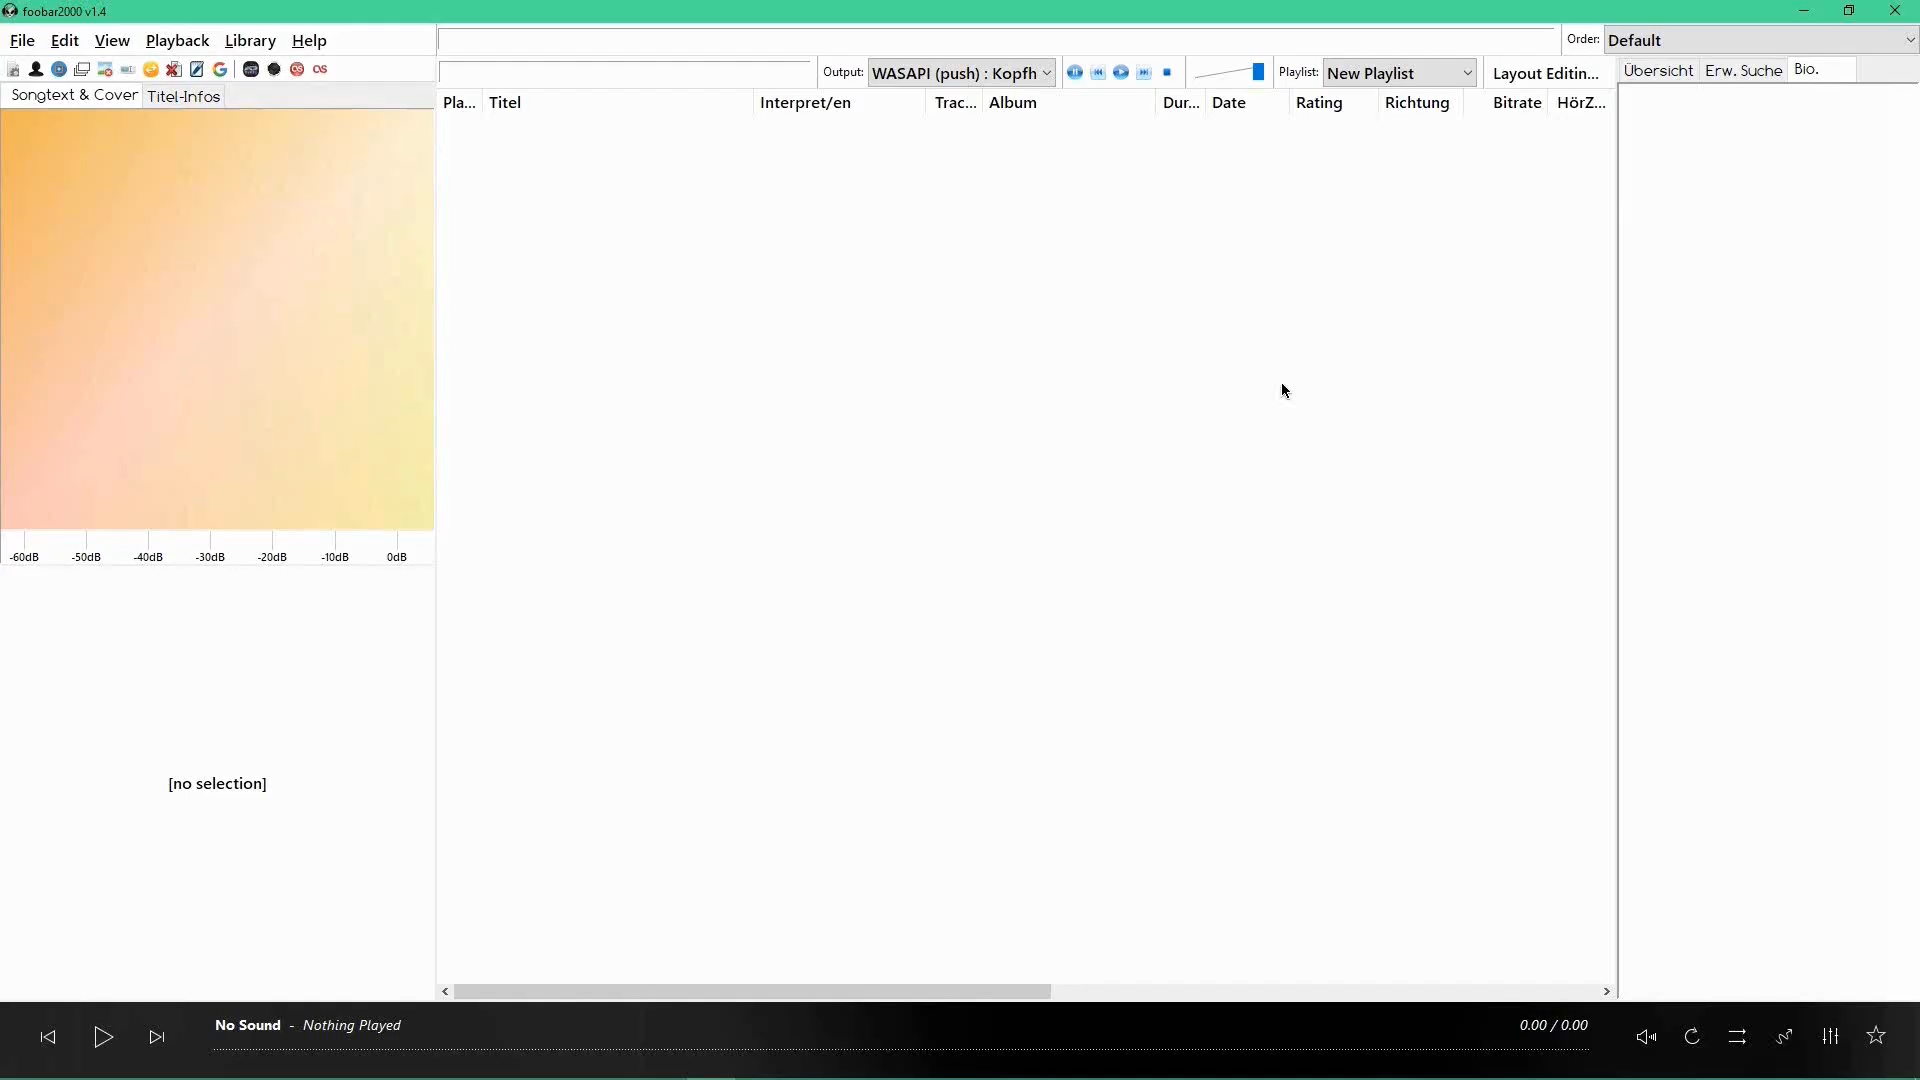 foobar2000 v1.4
File Edit View Playback Library Help
Order: Default
Output: WASAPI (push) : Kopfh
Playlist: New Playlist
Layout Editin...
Übersicht Erw. Suche Bio.
Songtext & Cover Titel-Infos
Pla... Titel Interpret/en Trac... Album Dur... Date Rating Richtung Bitrate HörZ...
-60dB -50dB -40dB -30dB -20dB -10dB 0dB
[no selection]
No Sound - Nothing Played
0.00 / 0.00